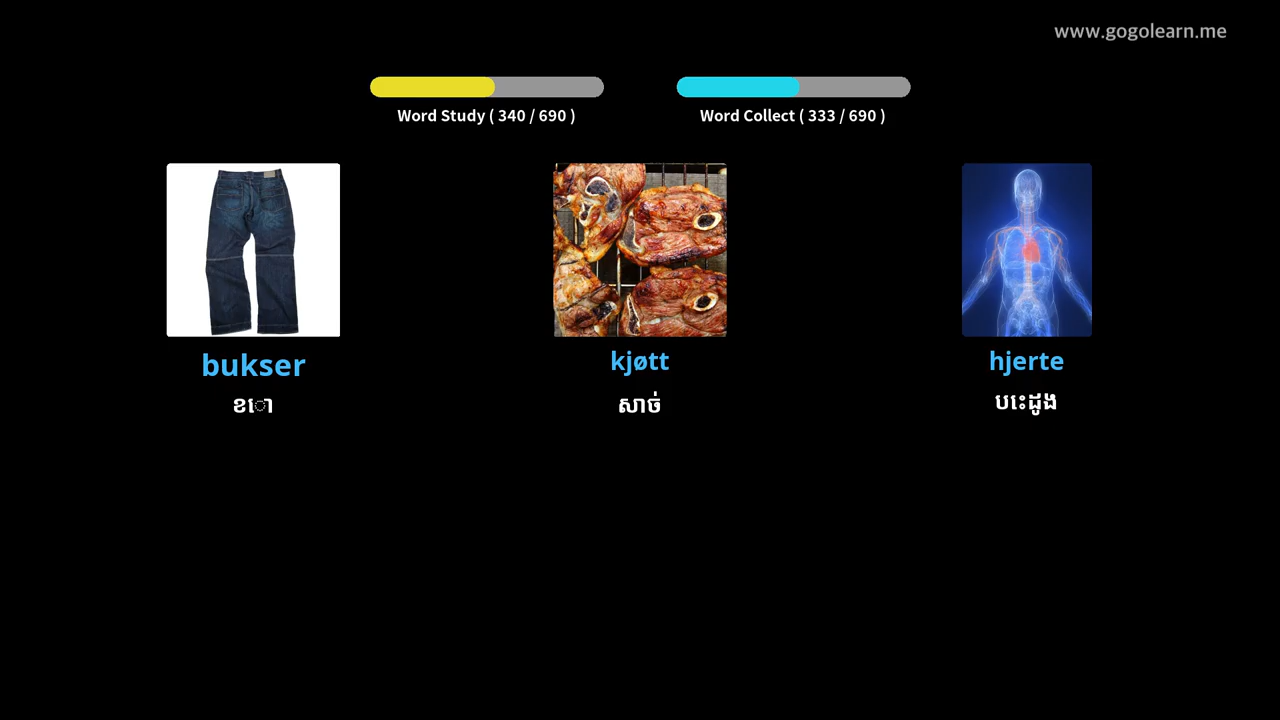 www.gogolearn.me
Word Study ( 340 / 690 )
Word Collect ( 333 / 690 )
bukser
kjøtt
hjerte
ខោ
សាច់
បេះដូង